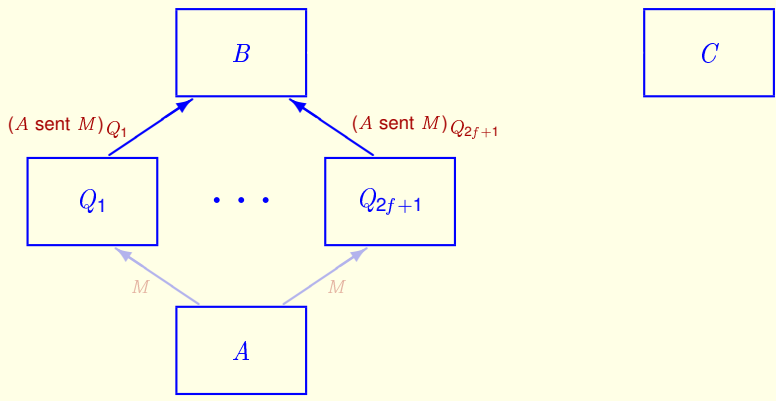 B
C
(A sent M)Q1
(A sent M)Q2f+1
Q1
...
Q2f+1
M
M
A